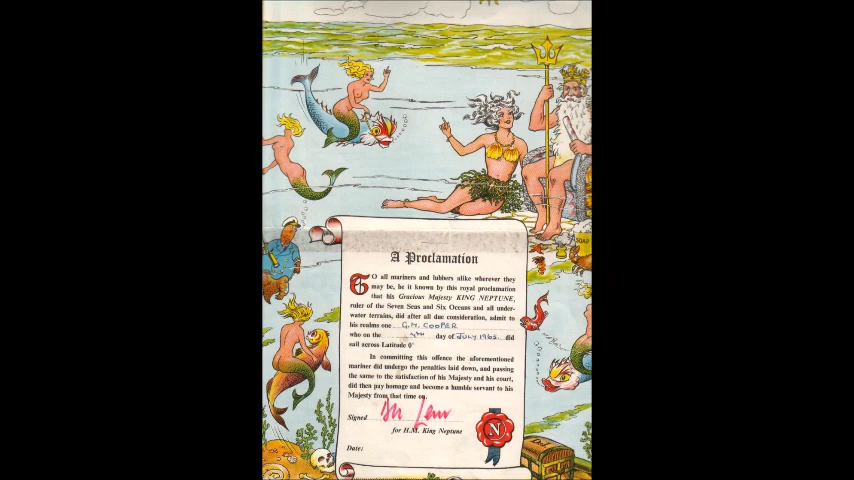 SOAP
A Proclamation
TO all mariners and lubbers alike wherever they
may be, be it known by this royal proclamation
that his Gracious Majesty KING NEPTUNE,
ruler of the Seven Seas and Six Oceans and all under-
water terrains, did after all due consideration, admit to
his realms one G.H. COOPER
who on the 4TH day of JULY 1965 did
sail across Latitude 0°
In committing this offence the aforementioned
mariner did undergo the penalties laid down, and passing
the same to the satisfaction of his Majesty and his court,
did then pay homage and become a humble servant to his
Majesty from that time on.
Signed
for H.M. King Neptune
N
Date: